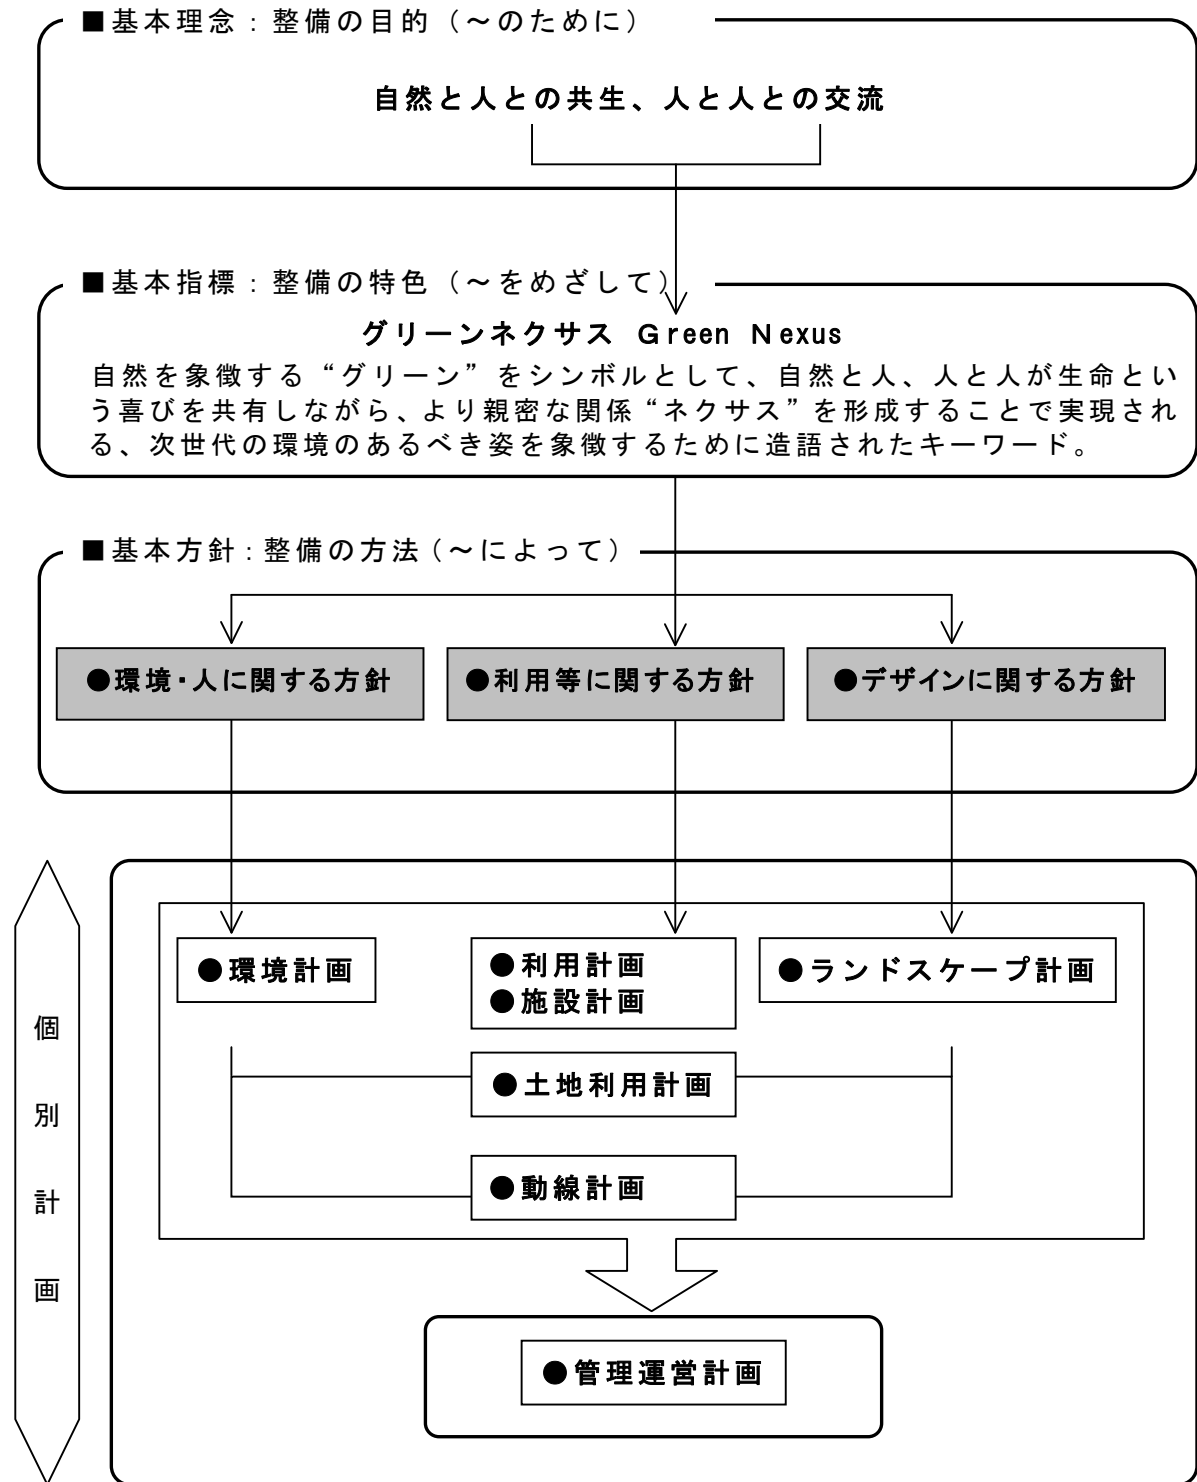 ■基本理念：整備の目的（～のために）
自然と人との共生、人と人との交流
■基本指標：整備の特色（～をめざして）
グリーンネクサス Green Nexus
自然を象徴する“グリーン”をシンボルとして、自然と人、人と人が生命とい
う喜びを共有しながら、より親密な関係“ネクサス”を形成することで実現され
る、次世代の環境のあるべき姿を象徴するために造語されたキーワード。
■基本方針：整備の方法（～によって）
●環境・人に関する方針
●利用等に関する方針
●デザインに関する方針
個別計画
●環境計画
●利用計画
●施設計画
●ランドスケープ計画
●土地利用計画
●動線計画
●管理運営計画